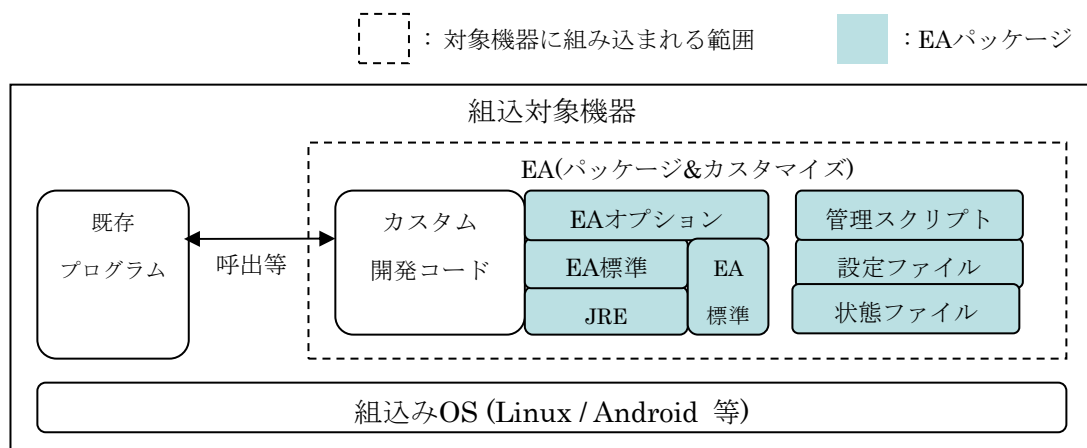 ：対象機器に組み込まれる範囲
：EAパッケージ
組込対象機器
EA(パッケージ&カスタマイズ)
既存
プログラム
呼出等
カスタム
開発コード
EAオプション
EA標準
JRE
EA
標準
管理スクリプト
設定ファイル
状態ファイル
組込みOS (Linux / Android 等)